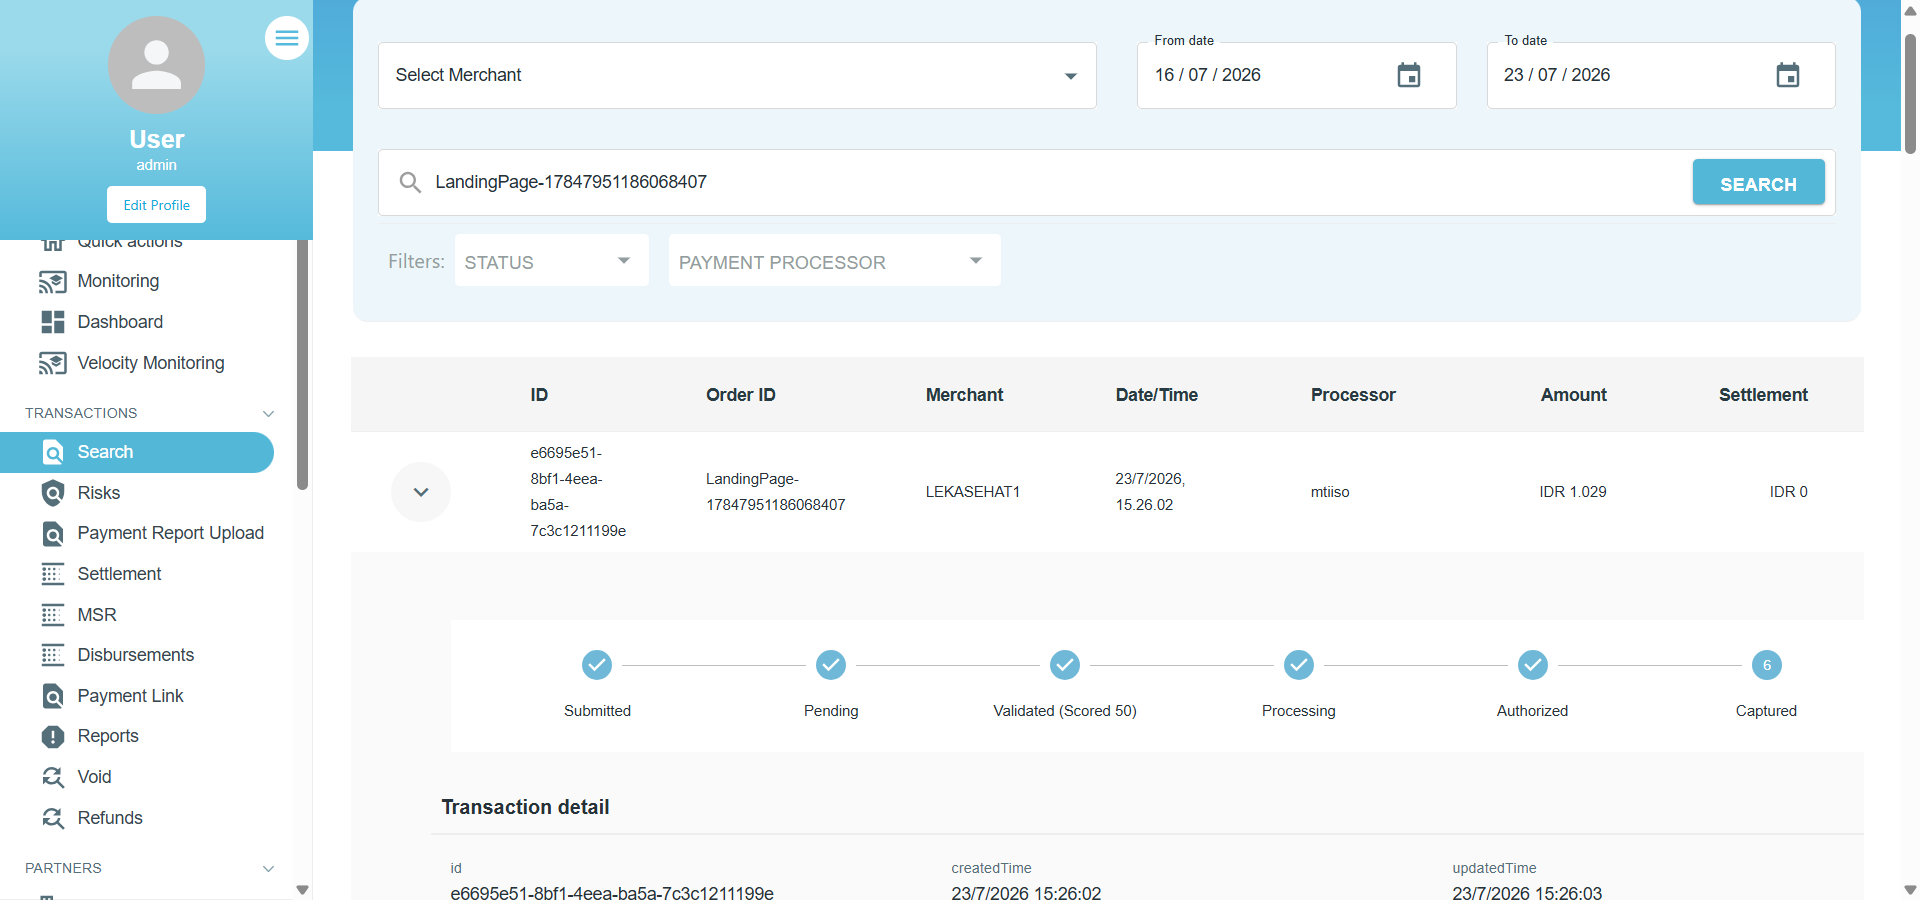 User
admin
Edit Profile
Quick actions
Monitoring
Dashboard
Velocity Monitoring
TRANSACTIONS
Search
Risks
Payment Report Upload
Settlement
MSR
Disbursements
Payment Link
Reports
Void
Refunds
PARTNERS
Select Merchant
From date
16 / 07 / 2026
To date
23 / 07 / 2026
LandingPage-17847951186068407
SEARCH
Filters:
STATUS
PAYMENT PROCESSOR
ID Order ID Merchant Date/Time Processor Amount Settlement
e6695e51-
8bf1-4eea-
ba5a-
7c3c1211199e
LandingPage-
17847951186068407
LEKASEHAT1
23/7/2026,
15.26.02
mtiiso
IDR 1.029
IDR 0
6
Submitted Pending Validated (Scored 50) Processing Authorized Captured
Transaction detail
id createdTime updatedTime
e6695e51-8bf1-4eea-ba5a-7c3c1211199e 23/7/2026 15:26:02 23/7/2026 15:26:03